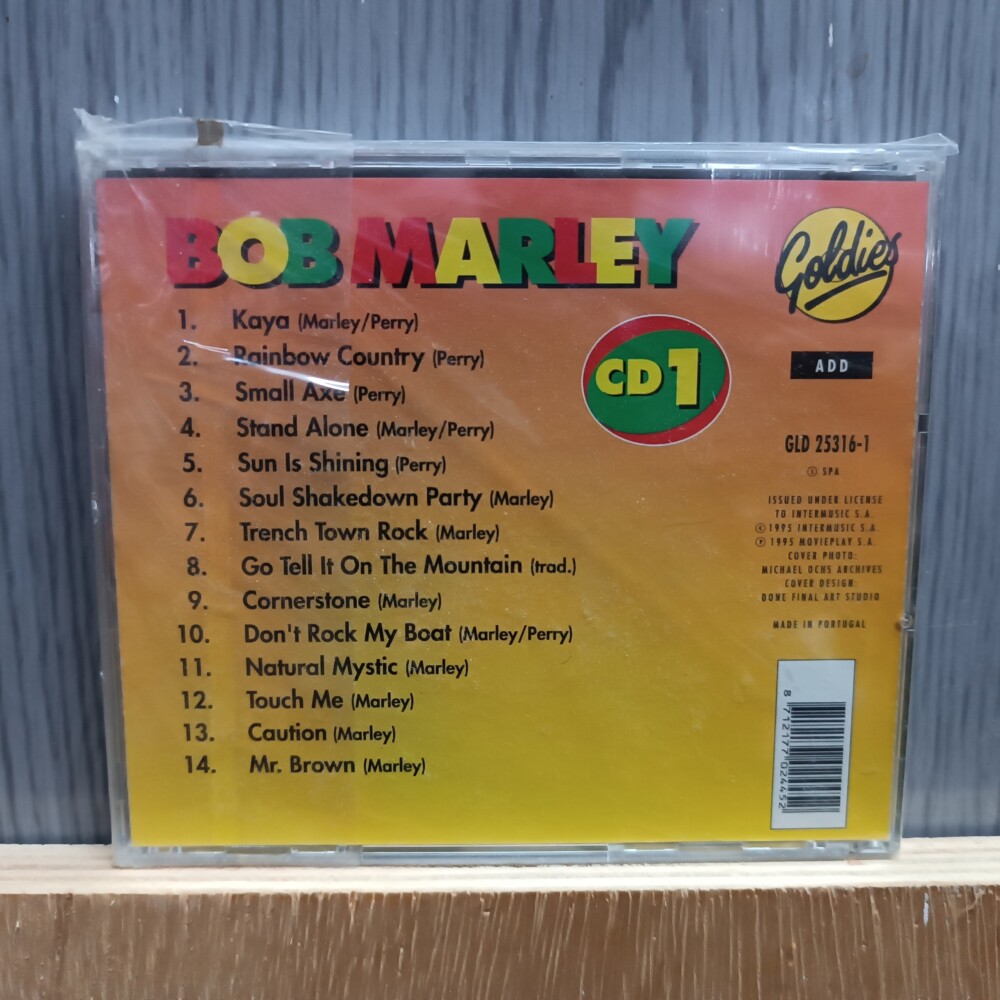 BOB MARLEY
Goldies
1. Kaya (Marley/Perry)
2. Rainbow Country (Perry)
3. Small Axe (Perry)
4. Stand Alone (Marley/Perry)
5. Sun Is Shining (Perry)
6. Soul Shakedown Party (Marley)
7. Trench Town Rock (Marley)
8. Go Tell It On The Mountain (trad.)
9. Cornerstone (Marley)
10. Don't Rock My Boat (Marley/Perry)
11. Natural Mystic (Marley)
12. Touch Me (Marley)
13. Caution (Marley)
14. Mr. Brown (Marley)
CD 1
ADD
GLD 25316-1
SPA
ISSUED UNDER LICENSE
TO INTERMUSIC S.A.
© 1995 INTERMUSIC S.A.
℗ 1995 MOVIEPLAY S.A.
COVER PHOTO:
MICHAEL OCHS ARCHIVES
COVER DESIGN:
DONE FINAL ART STUDIO
MADE IN PORTUGAL
8 712177 024452